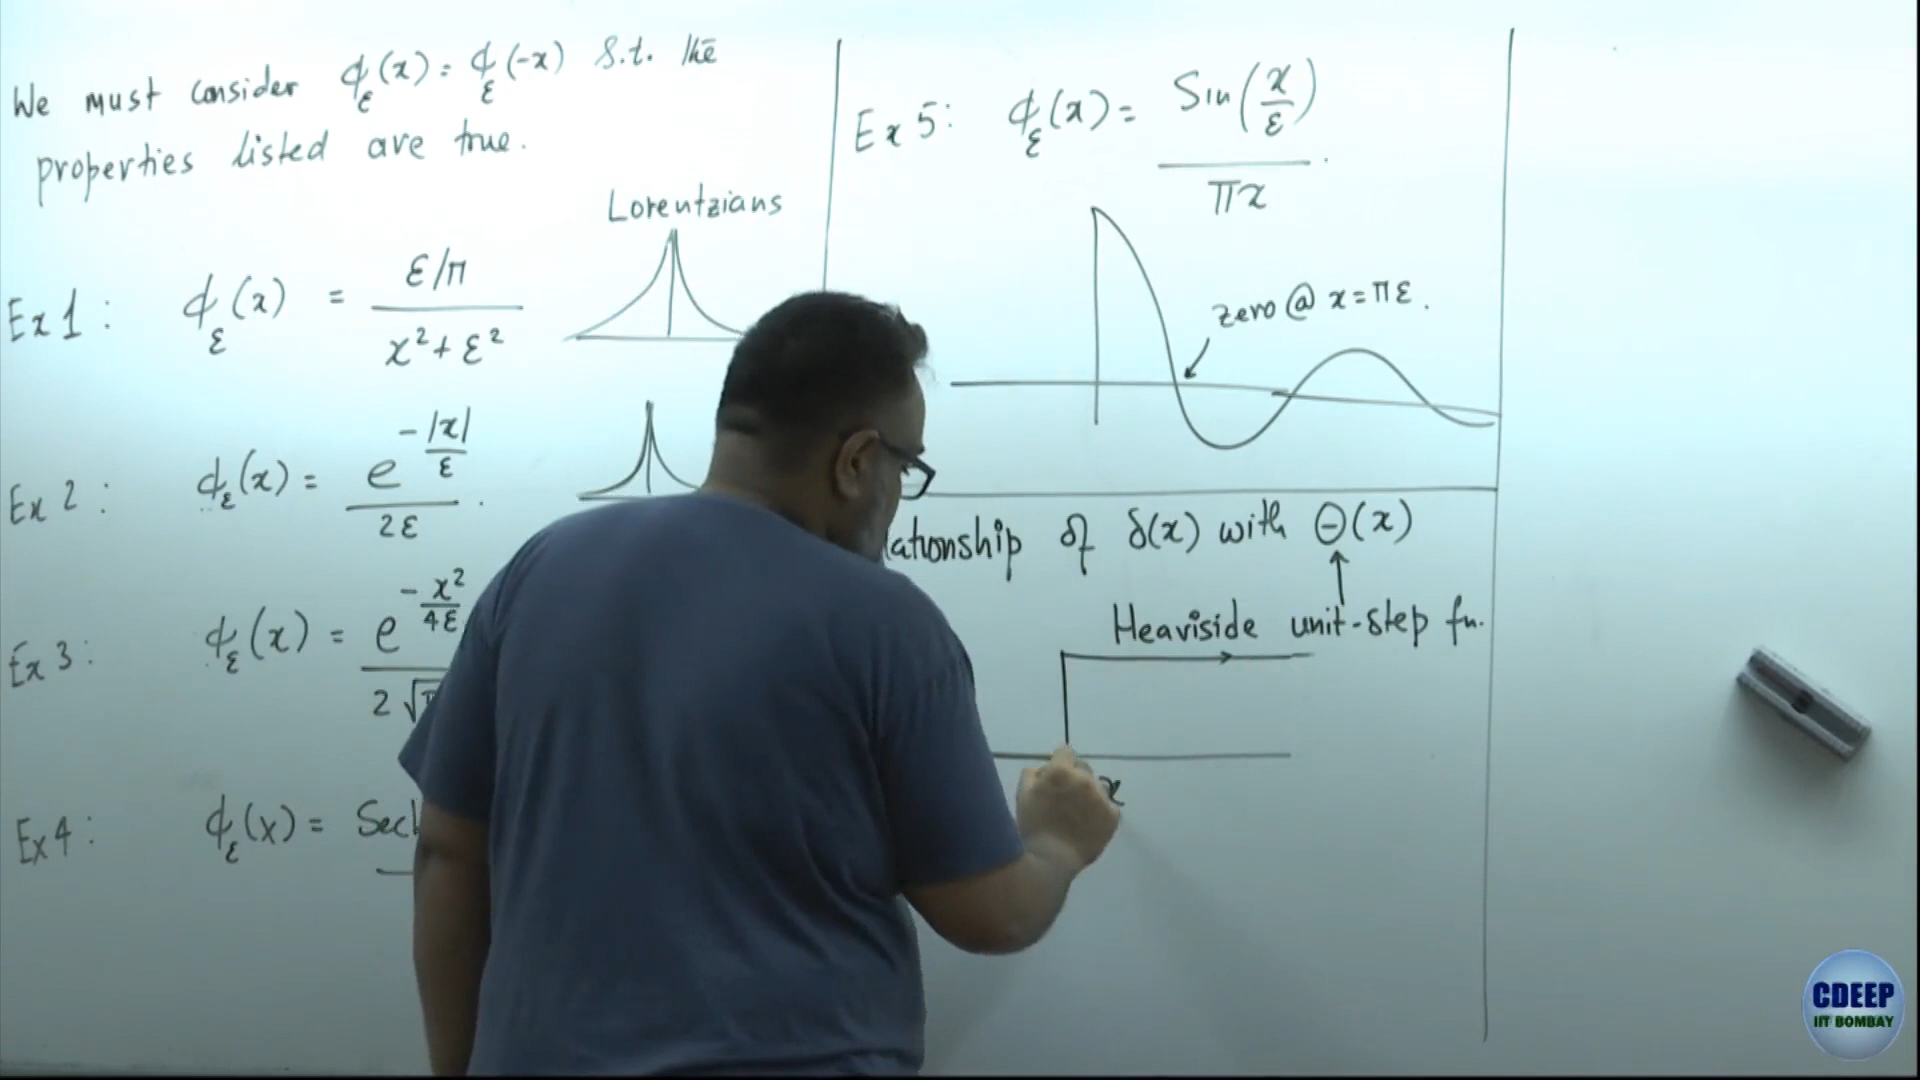 We must consider ϕ_ε(x) = ϕ_ε(-x) s.t. the
properties listed are true.
Lorentzians
Ex 1 : ϕ_ε(x) = (ε/π)/(x²+ε²)
Ex 2 : ϕ_ε(x) = e^(-|x|/ε)/(2ε).
Ex 3 : ϕ_ε(x) = e^(-x²/4ε)/(2√
Ex 4 : ϕ_ε(x) =
Ex 5 : ϕ_ε(x) = Sin(x/ε)/(πx).
zero @ x = πε.
of δ(x) with Θ(x)
↑
Heaviside unit-step fn.
x
CDEEP
IIT BOMBAY